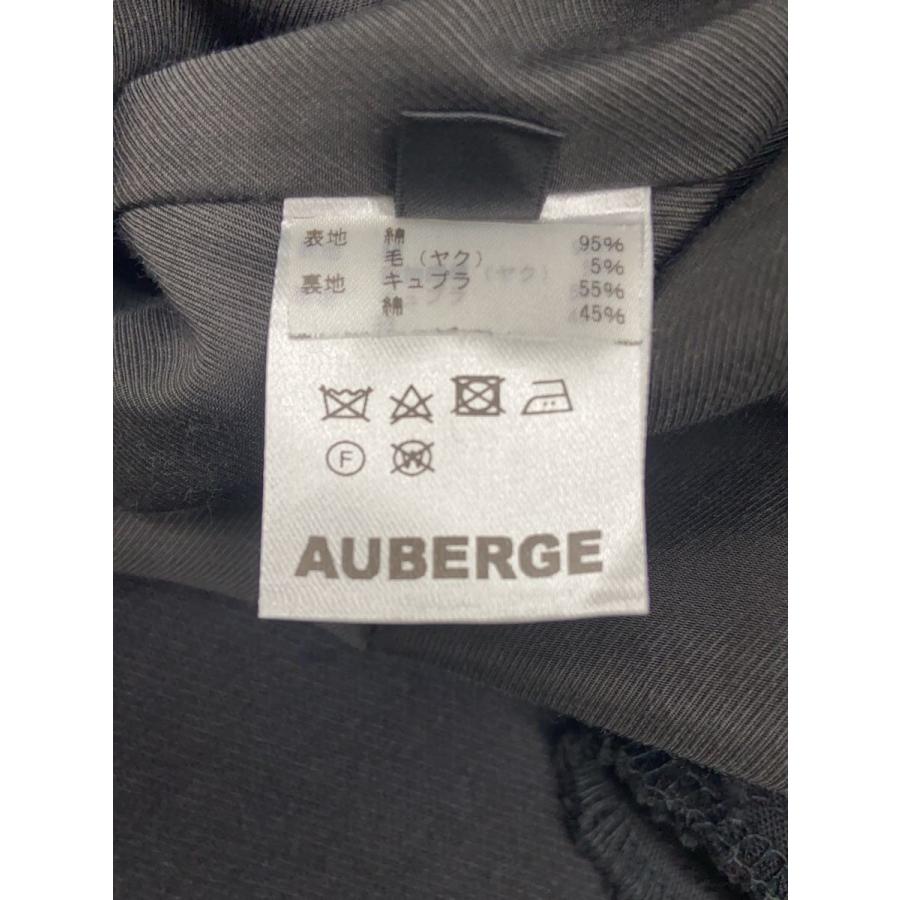 表地 綿 95%
毛（ヤク） 5%
裏地 キュプラ 55%
綿 45%
F W
AUBERGE